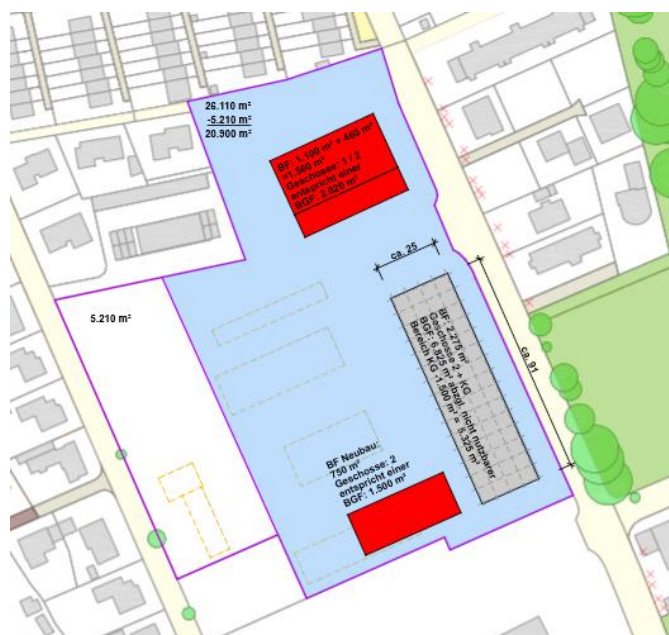 26.110 m²
-5.210 m²
20.900 m²
BF: 1.100 m² + 460 m²
=1.560 m²
Geschosse: 1 / 2
entspricht einer
BGF: 2.020 m²
ca. 25
5.210 m²
BF: 2.275 m²
Geschosse 2 + KG
BGF: 6.825 m² abzgl. nicht nutzbarer
Bereich KG -1.500 m² = 5.325 m²
ca. 91
BF Neubau:
750 m²
Geschosse: 2
entspricht einer
BGF: 1.500 m²